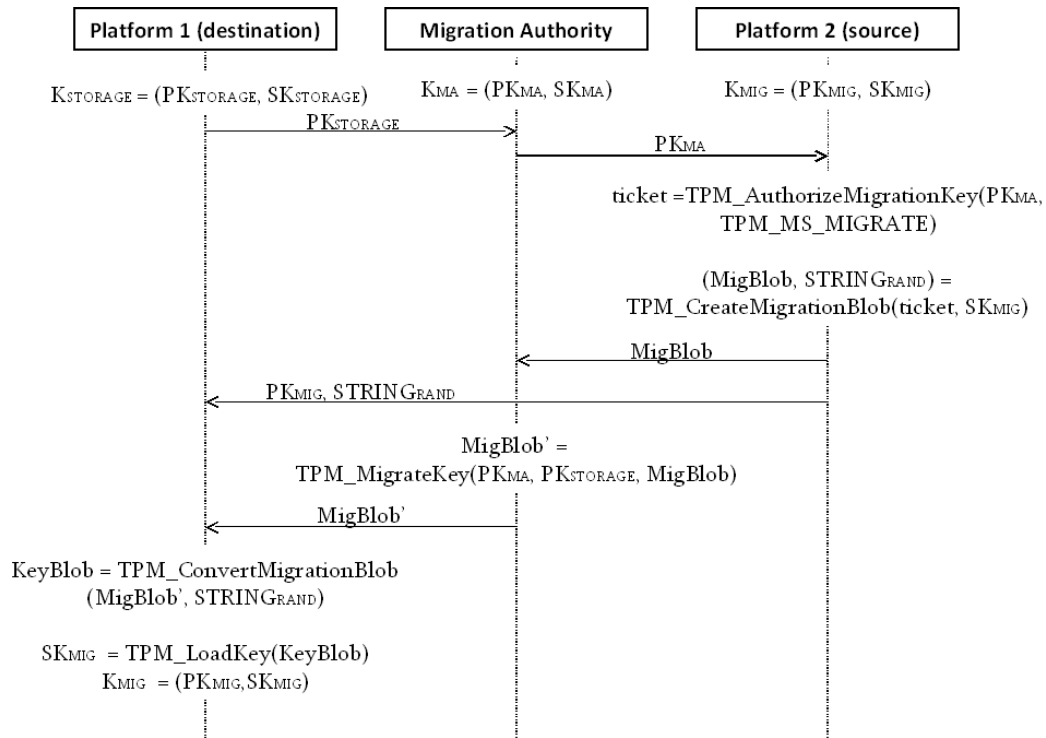 Platform 1 (destination)
Migration Authority
Platform 2 (source)
KSTORAGE = (PKSTORAGE, SKSTORAGE)
KMA = (PKMA, SKMA)
KMIG = (PKMIG, SKMIG)
PKSTORAGE
PKMA
ticket =TPM_AuthorizeMigrationKey(PKMA,
TPM_MS_MIGRATE)
(MigBlob, STRINGRAND) =
TPM_CreateMigrationBlob(ticket, SKMIG)
MigBlob
PKMIG, STRINGRAND
MigBlob’ =
TPM_MigrateKey(PKMA, PKSTORAGE, MigBlob)
MigBlob’
KeyBlob = TPM_ConvertMigrationBlob
(MigBlob’, STRINGRAND)
SKMIG = TPM_LoadKey(KeyBlob)
KMIG = (PKMIG,SKMIG)